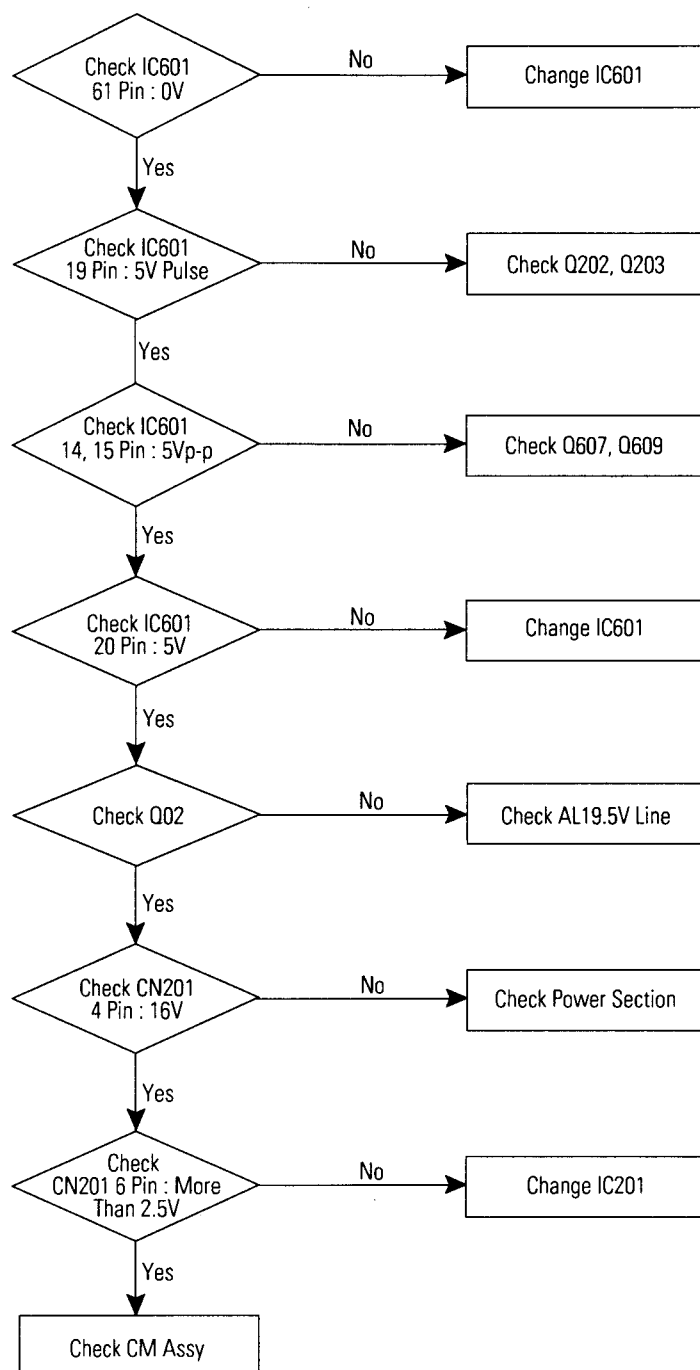 Check IC601
61 Pin : 0V
No
Change IC601
Yes
Check IC601
19 Pin : 5V Pulse
No
Check Q202, Q203
Yes
Check IC601
14, 15 Pin : 5Vp-p
No
Check Q607, Q609
Yes
Check IC601
20 Pin : 5V
No
Change IC601
Yes
Check Q02
No
Check AL19.5V Line
Yes
Check CN201
4 Pin : 16V
No
Check Power Section
Yes
Check
CN201 6 Pin : More
Than 2.5V
No
Change IC201
Yes
Check CM Assy